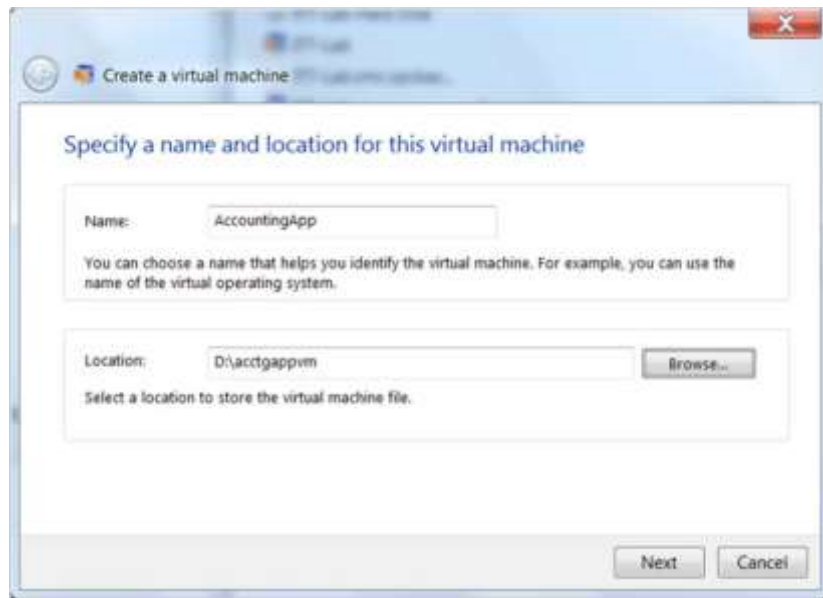 Create a virtual machine
Specify a name and location for this virtual machine
Name: AccountingApp
You can choose a name that helps you identify the virtual machine. For example, you can use the
name of the virtual operating system.
Location: D:\acctgappvm Browse...
Select a location to store the virtual machine file.
Next Cancel